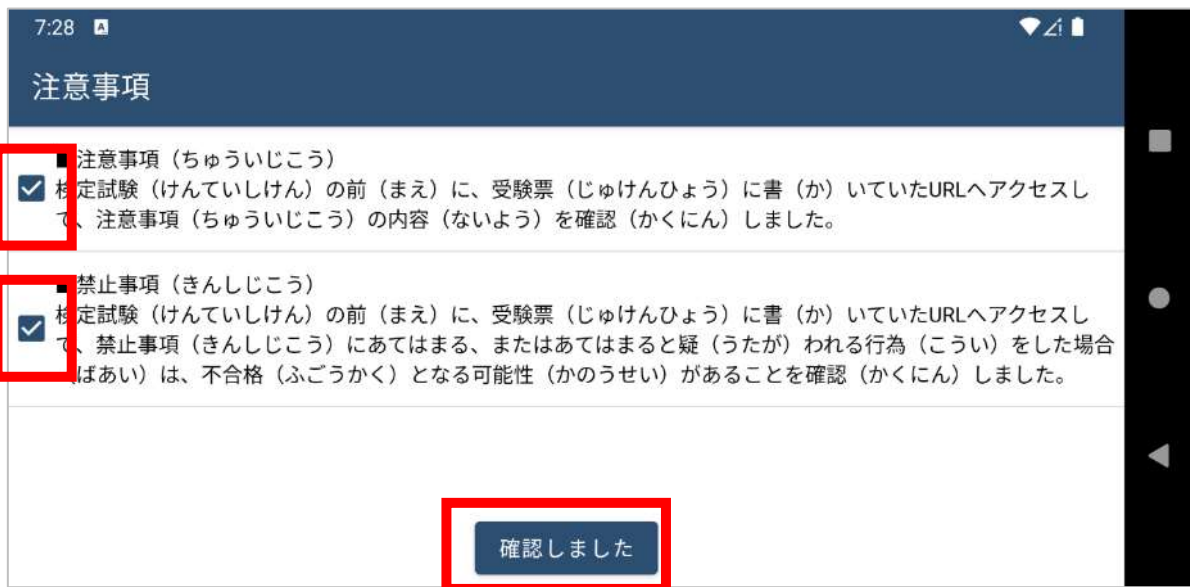 7:28
注意事項
■注意事項（ちゅういじこう）
検定試験（けんていしけん）の前（まえ）に、受験票（じゅけんひょう）に書（か）いていたURLへアクセスし
て、注意事項（ちゅういじこう）の内容（ないよう）を確認（かくにん）しました。
■禁止事項（きんしじこう）
検定試験（けんていしけん）の前（まえ）に、受験票（じゅけんひょう）に書（か）いていたURLへアクセスし
て、禁止事項（きんしじこう）にあてはまる、またはあてはまると疑（うたが）われる行為（こうい）をした場合
（ばあい）は、不合格（ふごうかく）となる可能性（かのうせい）があることを確認（かくにん）しました。
確認しました